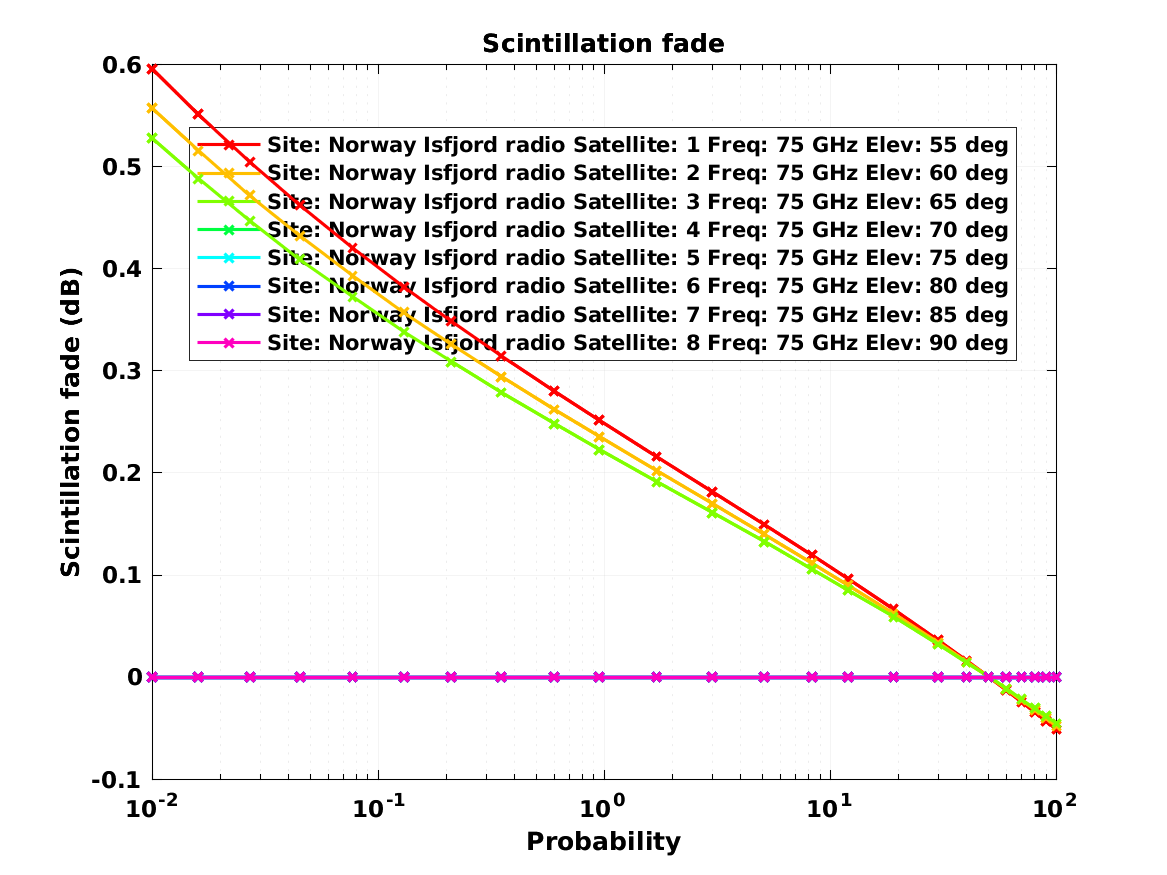 Scintillation fade
0.6
0.5
0.4
0.3
0.2
0.1
0
-0.1
Scintillation fade (dB)
Site: Norway Isfjord radio Satellite: 1 Freq: 75 GHz Elev: 55 deg
Site: Norway Isfjord radio Satellite: 2 Freq: 75 GHz Elev: 60 deg
Site: Norway Isfjord radio Satellite: 3 Freq: 75 GHz Elev: 65 deg
Site: Norway Isfjord radio Satellite: 4 Freq: 75 GHz Elev: 70 deg
Site: Norway Isfjord radio Satellite: 5 Freq: 75 GHz Elev: 75 deg
Site: Norway Isfjord radio Satellite: 6 Freq: 75 GHz Elev: 80 deg
Site: Norway Isfjord radio Satellite: 7 Freq: 75 GHz Elev: 85 deg
Site: Norway Isfjord radio Satellite: 8 Freq: 75 GHz Elev: 90 deg
10^-2 10^-1 10^0 10^1 10^2
Probability